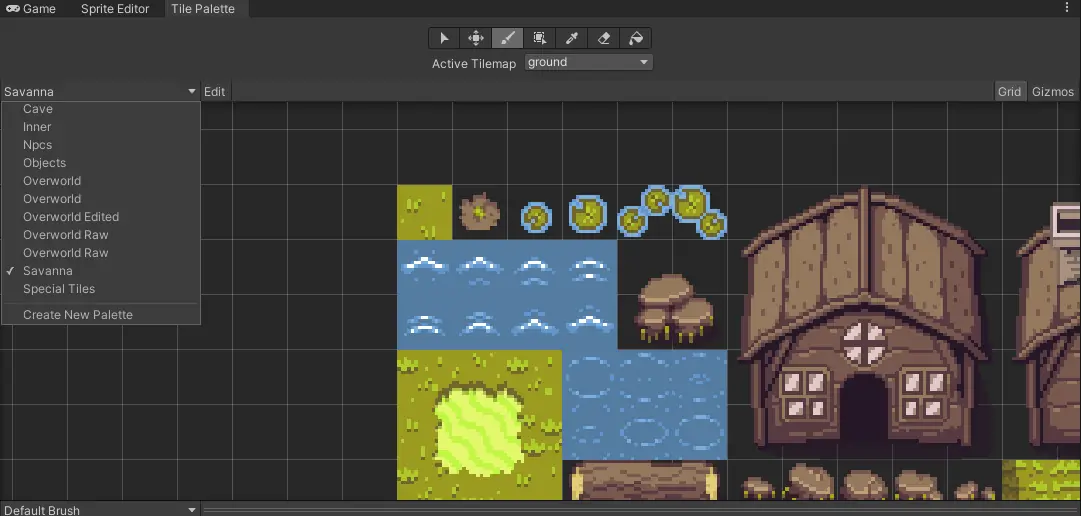 Game Sprite Editor Tile Palette
Active Tilemap ground
Savanna Edit Grid Gizmos
Cave
Inner
Npcs
Objects
Overworld
Overworld
Overworld Edited
Overworld Raw
Overworld Raw
Savanna
Special Tiles
Create New Palette
Default Brush